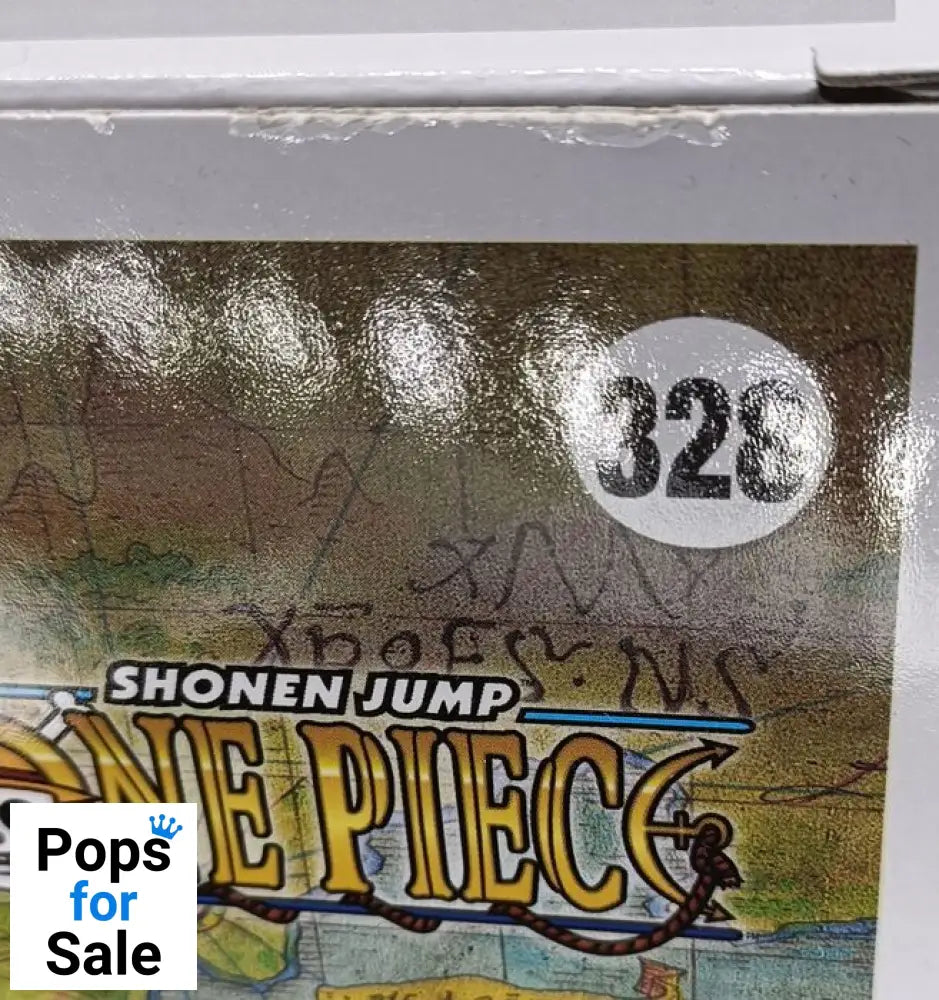 328
SHONEN JUMP
ONE PIECE
Pops
for
Sale